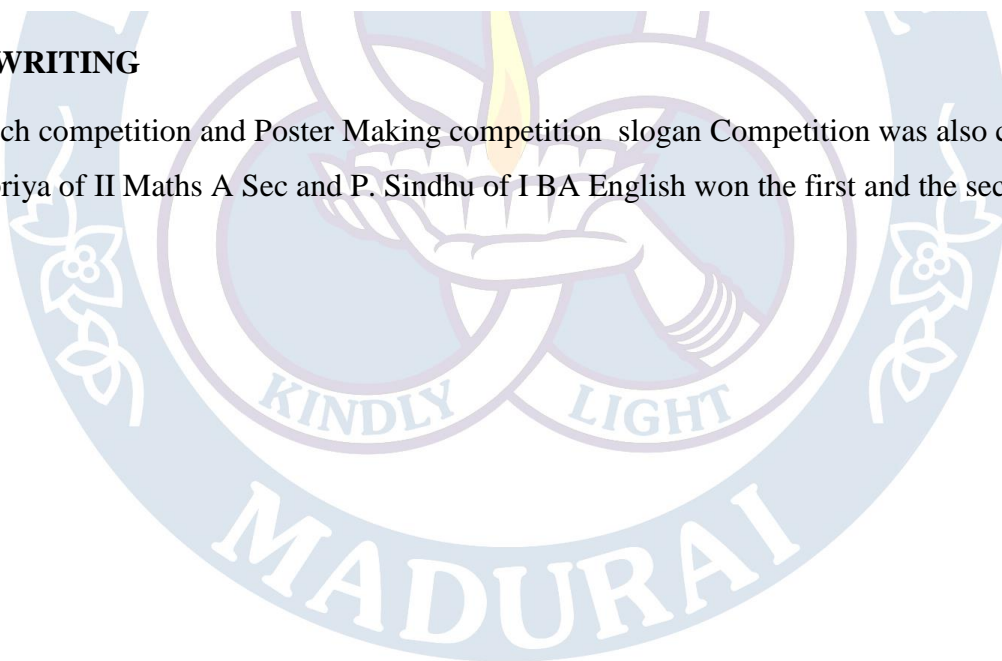 WRITING
ch competition and Poster Making competition slogan Competition was also c
priya of II Maths A Sec and P. Sindhu of I BA English won the first and the sec
KINDLY LIGHT
MADURAI